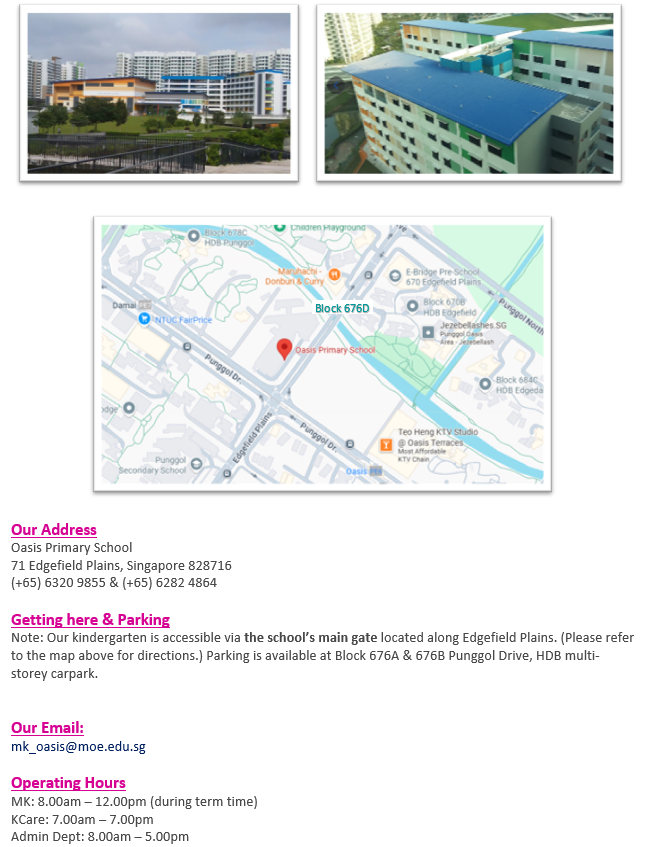 Block 678C
HDB Punggol
Children Playground
Maruhachi -
Donburi & Curry
E-Bridge Pre-School
670 Edgefield Plains
Punggol North
Damai
NTUC FairPrice
Block 676D
Block 670B
HDB Edgefield
Jezebellashes.SG
Punggol Oasis
Area - Jezebellash
Oasis Primary School
Punggol Dr.
Block 684C
HDB Edgeda
Edgefield Plains
Punggol Dr.
Teo Heng KTV Studio
@ Oasis Terraces
Most Affordable
KTV Chain
Punggol
Secondary School
Oasis
Our Address
Oasis Primary School
71 Edgefield Plains, Singapore 828716
(+65) 6320 9855 & (+65) 6282 4864
Getting here & Parking
Note: Our kindergarten is accessible via the school's main gate located along Edgefield Plains. (Please refer
to the map above for directions.) Parking is available at Block 676A & 676B Punggol Drive, HDB multi-
storey carpark.
Our Email:
mk_oasis@moe.edu.sg
Operating Hours
MK: 8.00am – 12.00pm (during term time)
KCare: 7.00am – 7.00pm
Admin Dept: 8.00am – 5.00pm